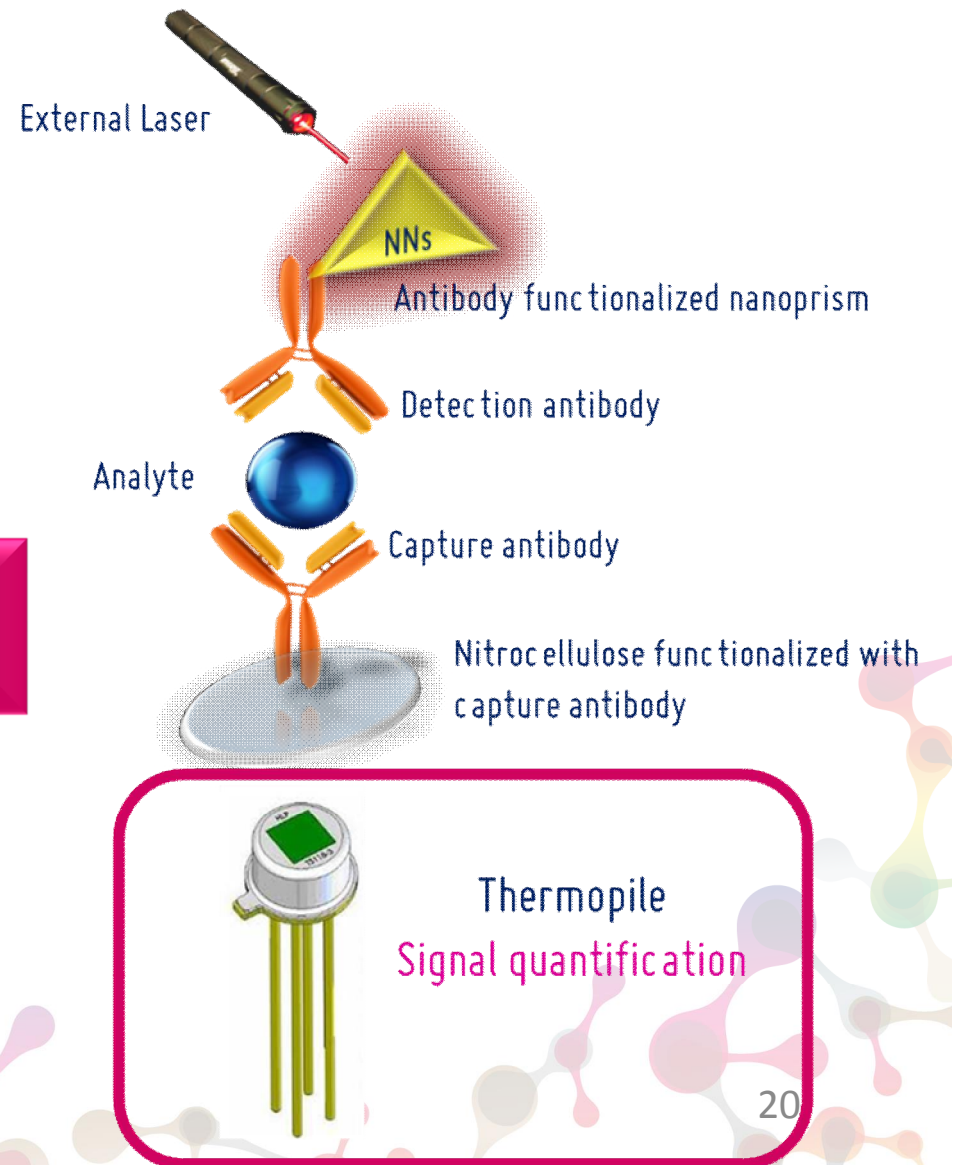 External Laser
NNs
Antibody functionalized nanoprism
Detection antibody
Analyte
Capture antibody
Nitrocellulose functionalized with
capture antibody
Thermopile
Signal quantification
20